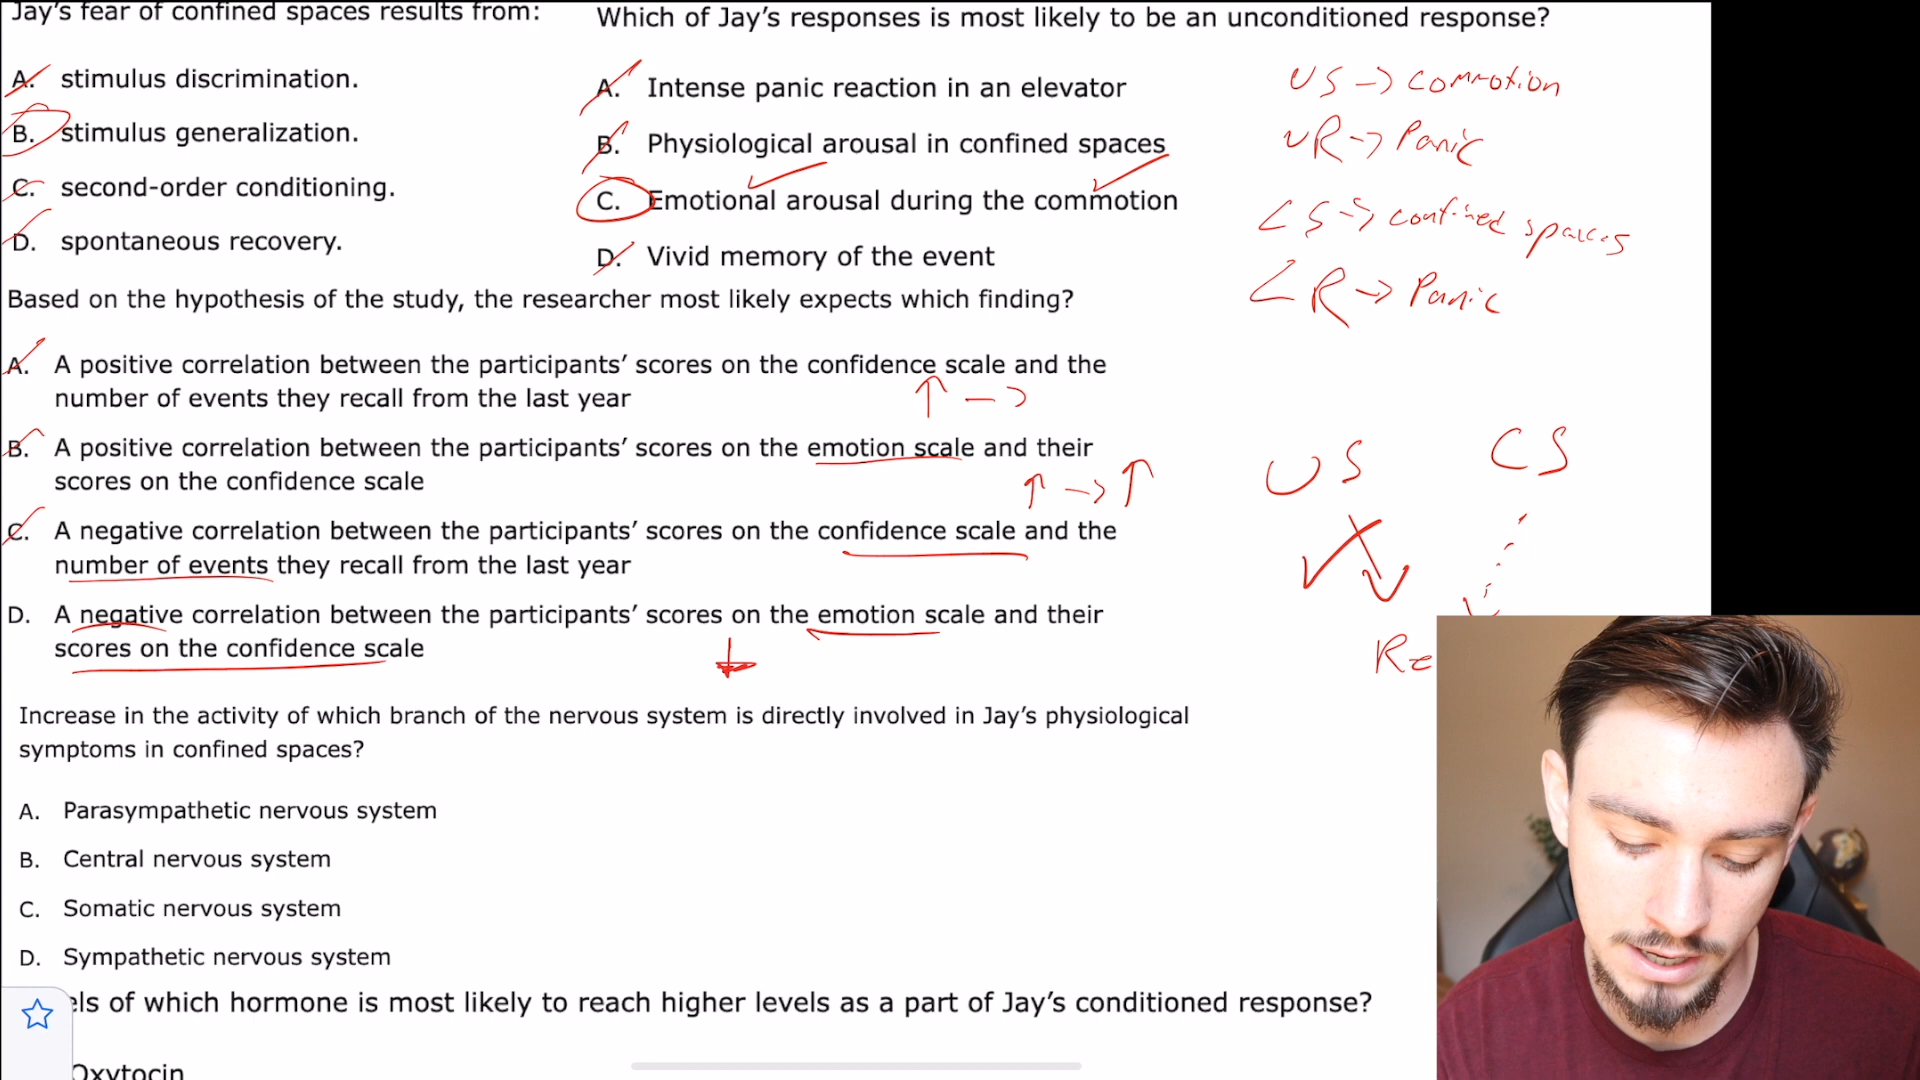 Jay's fear of confined spaces results from:
A. stimulus discrimination.
B. stimulus generalization.
C. second-order conditioning.
D. spontaneous recovery.
Which of Jay's responses is most likely to be an unconditioned response?
A. Intense panic reaction in an elevator
B. Physiological arousal in confined spaces
C. Emotional arousal during the commotion
D. Vivid memory of the event
US -> commotion
UR -> Panic
CS -> confined spaces
CR -> Panic
Based on the hypothesis of the study, the researcher most likely expects which finding?
A. A positive correlation between the participants' scores on the confidence scale and the
number of events they recall from the last year
B. A positive correlation between the participants' scores on the emotion scale and their
scores on the confidence scale
C. A negative correlation between the participants' scores on the confidence scale and the
number of events they recall from the last year
D. A negative correlation between the participants' scores on the emotion scale and their
scores on the confidence scale
US CS
Re
Increase in the activity of which branch of the nervous system is directly involved in Jay's physiological
symptoms in confined spaces?
A. Parasympathetic nervous system
B. Central nervous system
C. Somatic nervous system
D. Sympathetic nervous system
els of which hormone is most likely to reach higher levels as a part of Jay's conditioned response?
Oxytocin